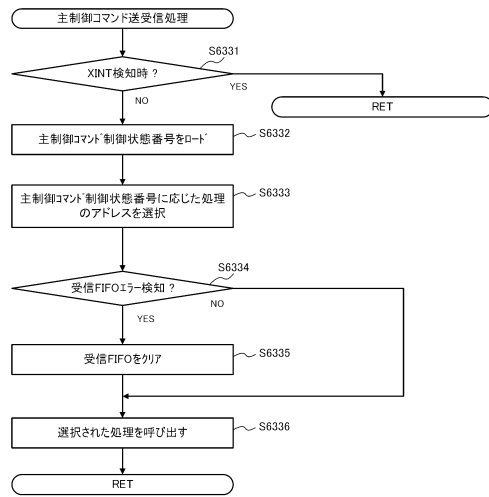 主制御コマンド送受信処理
S6331
XINT検知時？
YES
NO
RET
主制御コマンド制御状態番号をロード
S6332
主制御コマンド制御状態番号に応じた処理
のアドレスを選択
S6333
S6334
受信FIFOエラー検知？
NO
YES
受信FIFOをクリア
S6335
選択された処理を呼び出す
S6336
RET